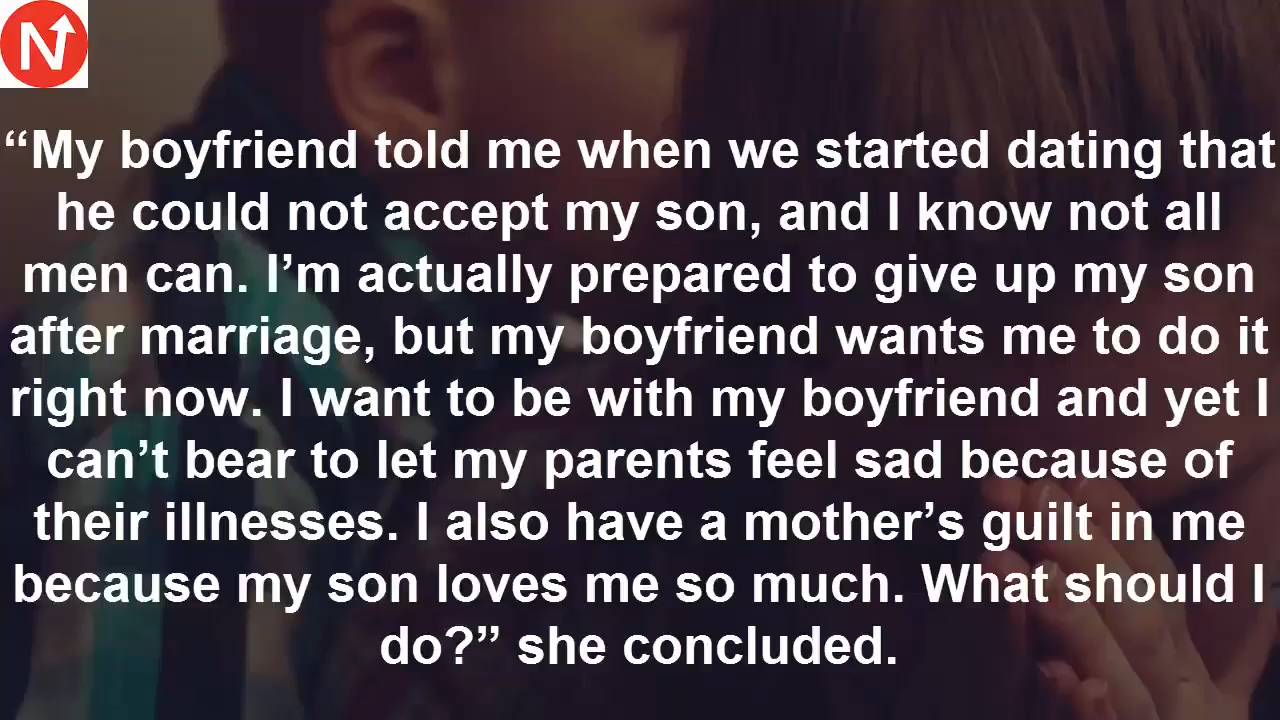 N
“My boyfriend told me when we started dating that
he could not accept my son, and I know not all
men can. I’m actually prepared to give up my son
after marriage, but my boyfriend wants me to do it
right now. I want to be with my boyfriend and yet I
can’t bear to let my parents feel sad because of
their illnesses. I also have a mother’s guilt in me
because my son loves me so much. What should I
do?” she concluded.